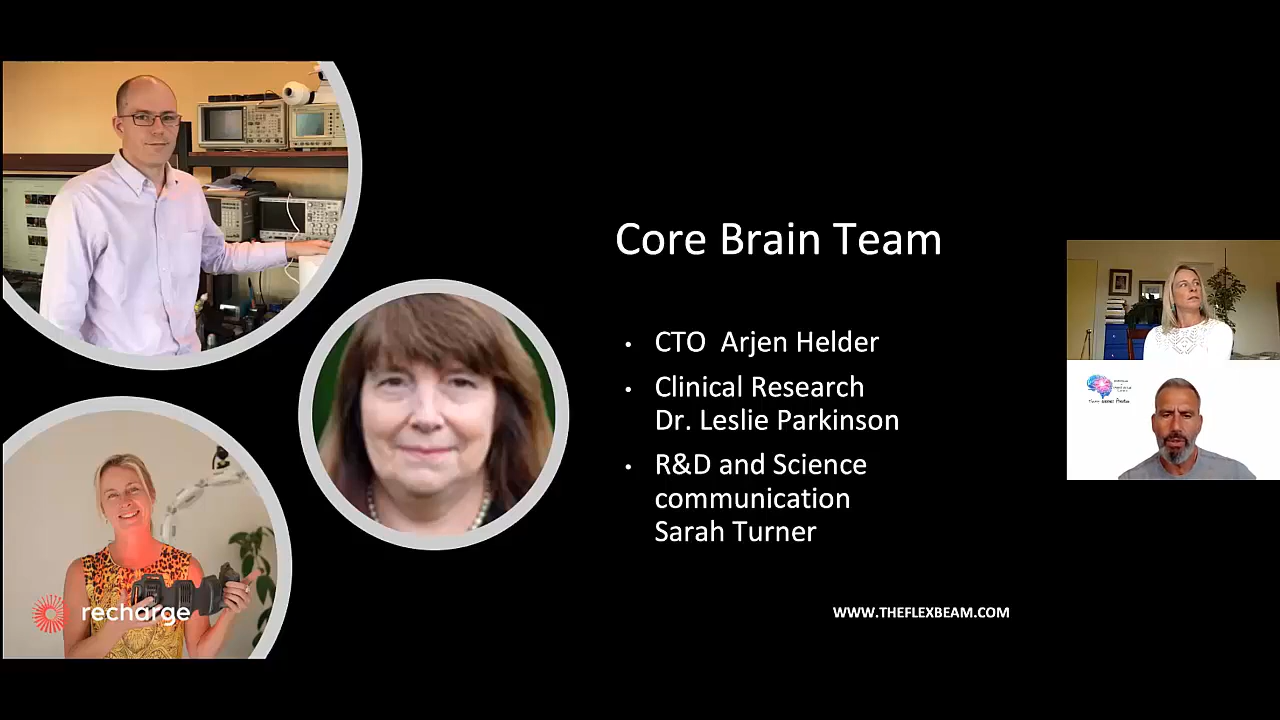 Core Brain Team
• CTO Arjen Helder
• Clinical Research
Dr. Leslie Parkinson
• R&D and Science
communication
Sarah Turner
recharge
WWW.THEFLEXBEAM.COM